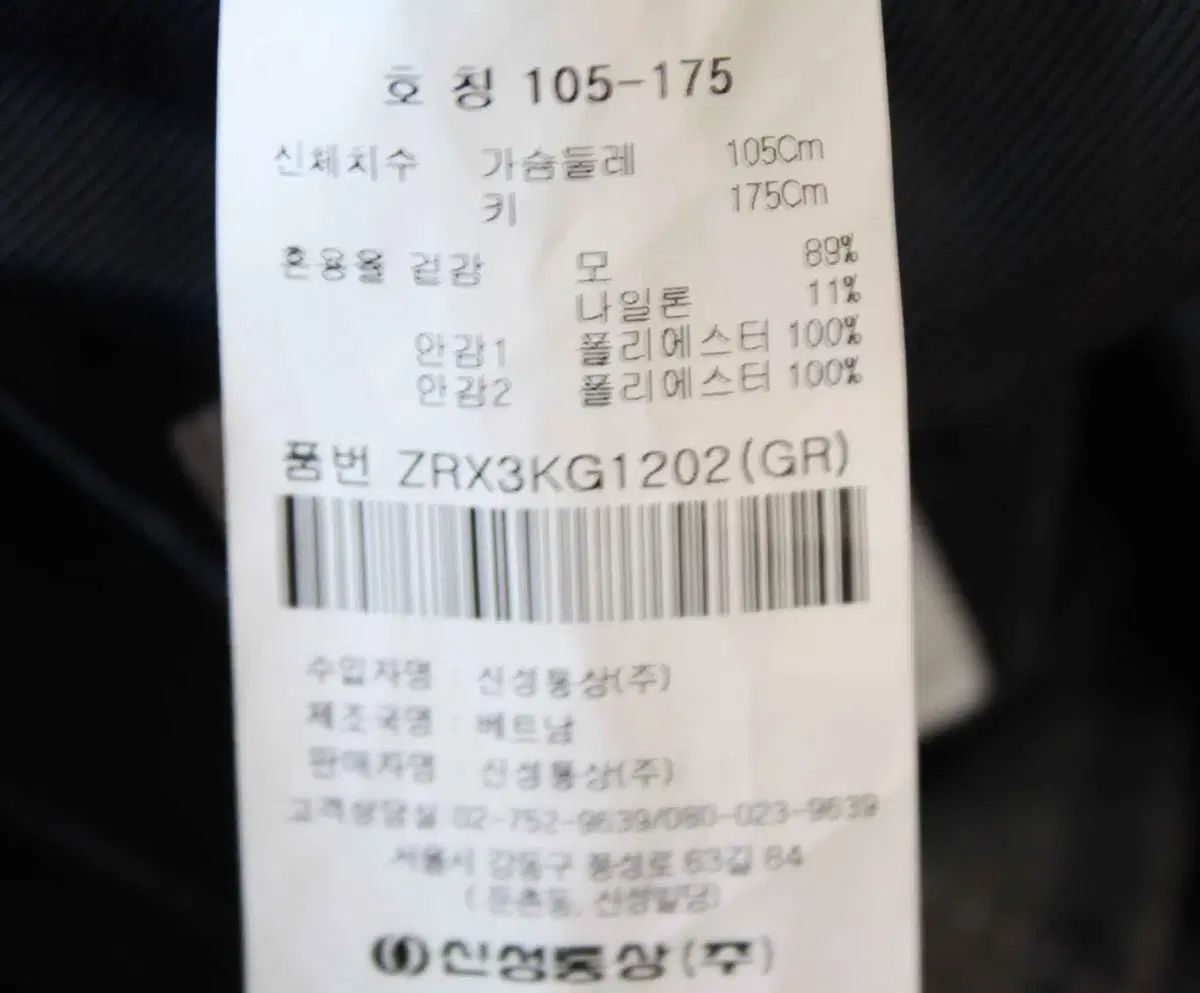 호 칭 105-175
신체치수 가슴둘레 105Cm
키 175Cm
혼용율 겉감 모 89%
나일론 11%
안감1 폴리에스터 100%
안감2 폴리에스터 100%
품번 ZRX3KG1202(GR)
수입자명 : 신성통상(주)
제조국명 : 베트남
판매자명 : 신성통상(주)
고객상담실 02-752-9639/080-023-9639
서울시 강동구 풍성로 63길 84
(둔촌동, 신성빌딩)
신성통상(주)